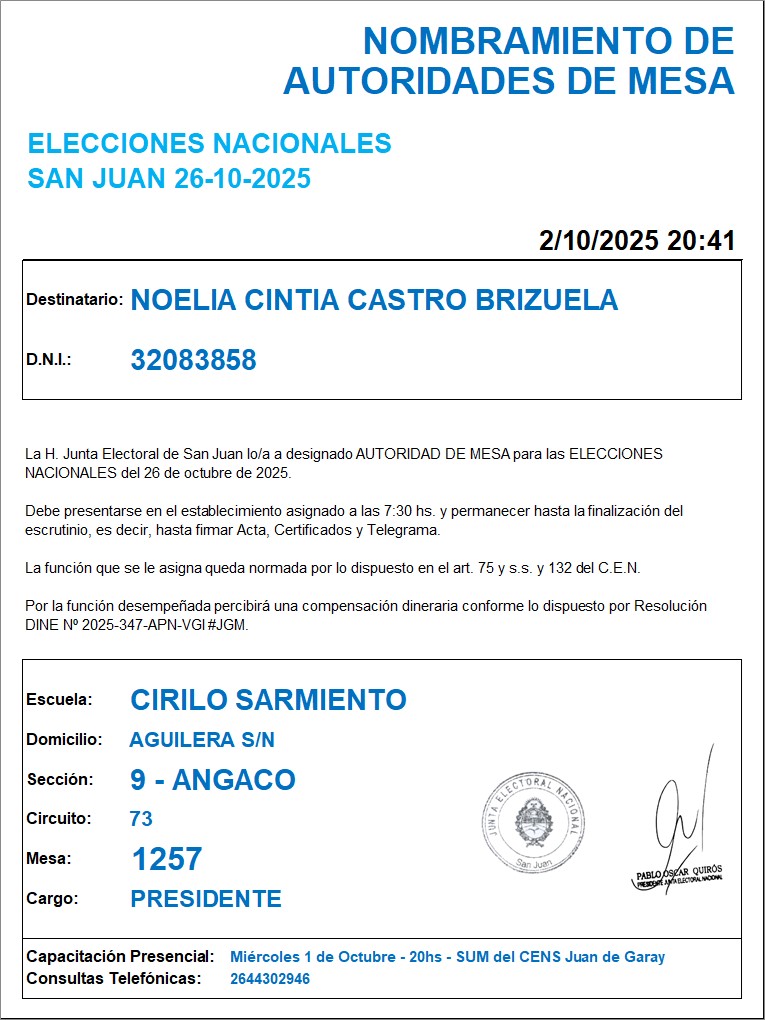 NOMBRAMIENTO DE
AUTORIDADES DE MESA
ELECCIONES NACIONALES
SAN JUAN 26-10-2025
2/10/2025 20:41
Destinatario: NOELIA CINTIA CASTRO BRIZUELA
D.N.I.: 32083858
La H. Junta Electoral de San Juan lo/a a designado AUTORIDAD DE MESA para las ELECCIONES
NACIONALES del 26 de octubre de 2025.
Debe presentarse en el establecimiento asignado a las 7:30 hs. y permanecer hasta la finalización del
escrutinio, es decir, hasta firmar Acta, Certificados y Telegrama.
La función que se le asigna queda normada por lo dispuesto en el art. 75 y s.s. y 132 del C.E.N.
Por la función desempeñada percibirá una compensación dineraria conforme lo dispuesto por Resolución
DINE Nº 2025-347-APN-VGI#JGM.
Escuela: CIRILO SARMIENTO
Domicilio: AGUILERA S/N
Sección: 9 - ANGACO
Circuito: 73
Mesa: 1257
Cargo: PRESIDENTE
JUNTA ELECTORAL NACIONAL
San Juan
PABLO OSCAR QUIRÓS
PRESIDENTE JUNTA ELECTORAL NACIONAL
Capacitación Presencial: Miércoles 1 de Octubre - 20hs - SUM del CENS Juan de Garay
Consultas Telefónicas: 2644302946